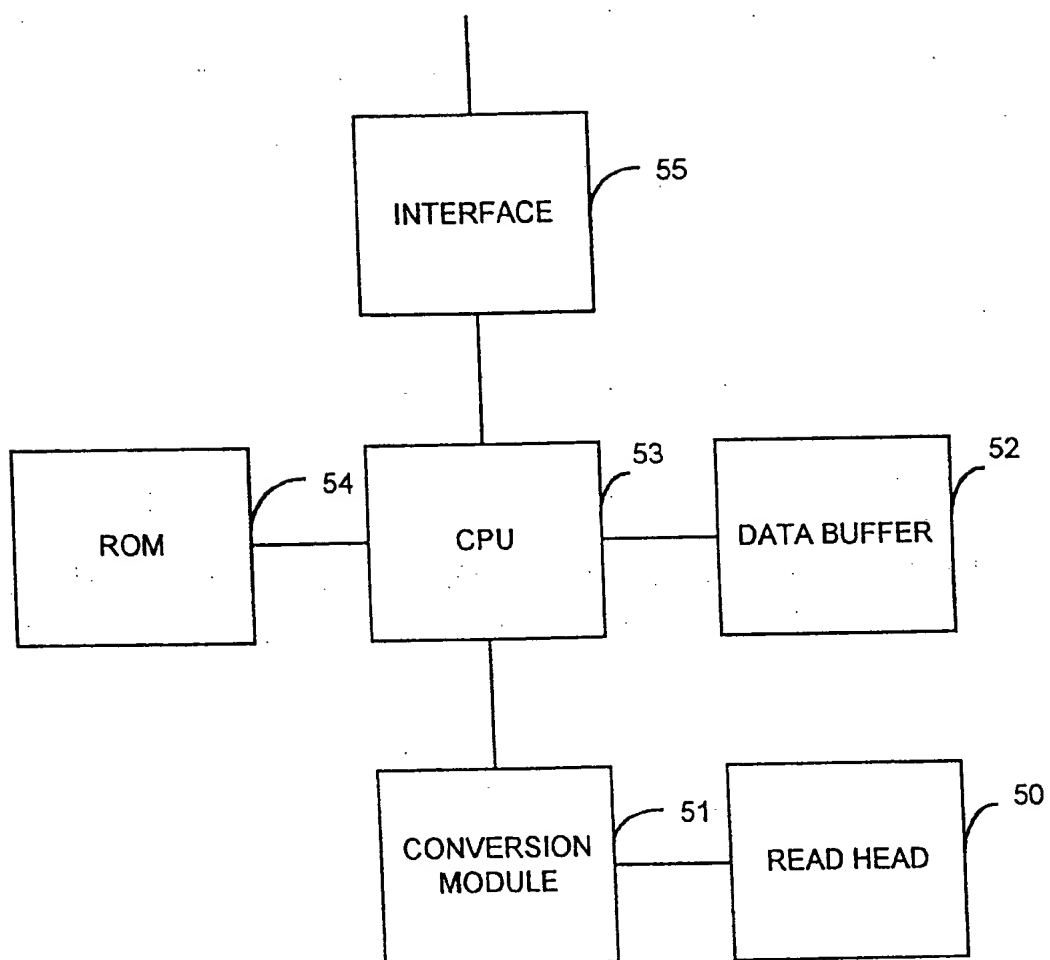 55
INTERFACE
53
52
54
ROM
CPU
DATA BUFFER
51
50
CONVERSION
MODULE
READ HEAD